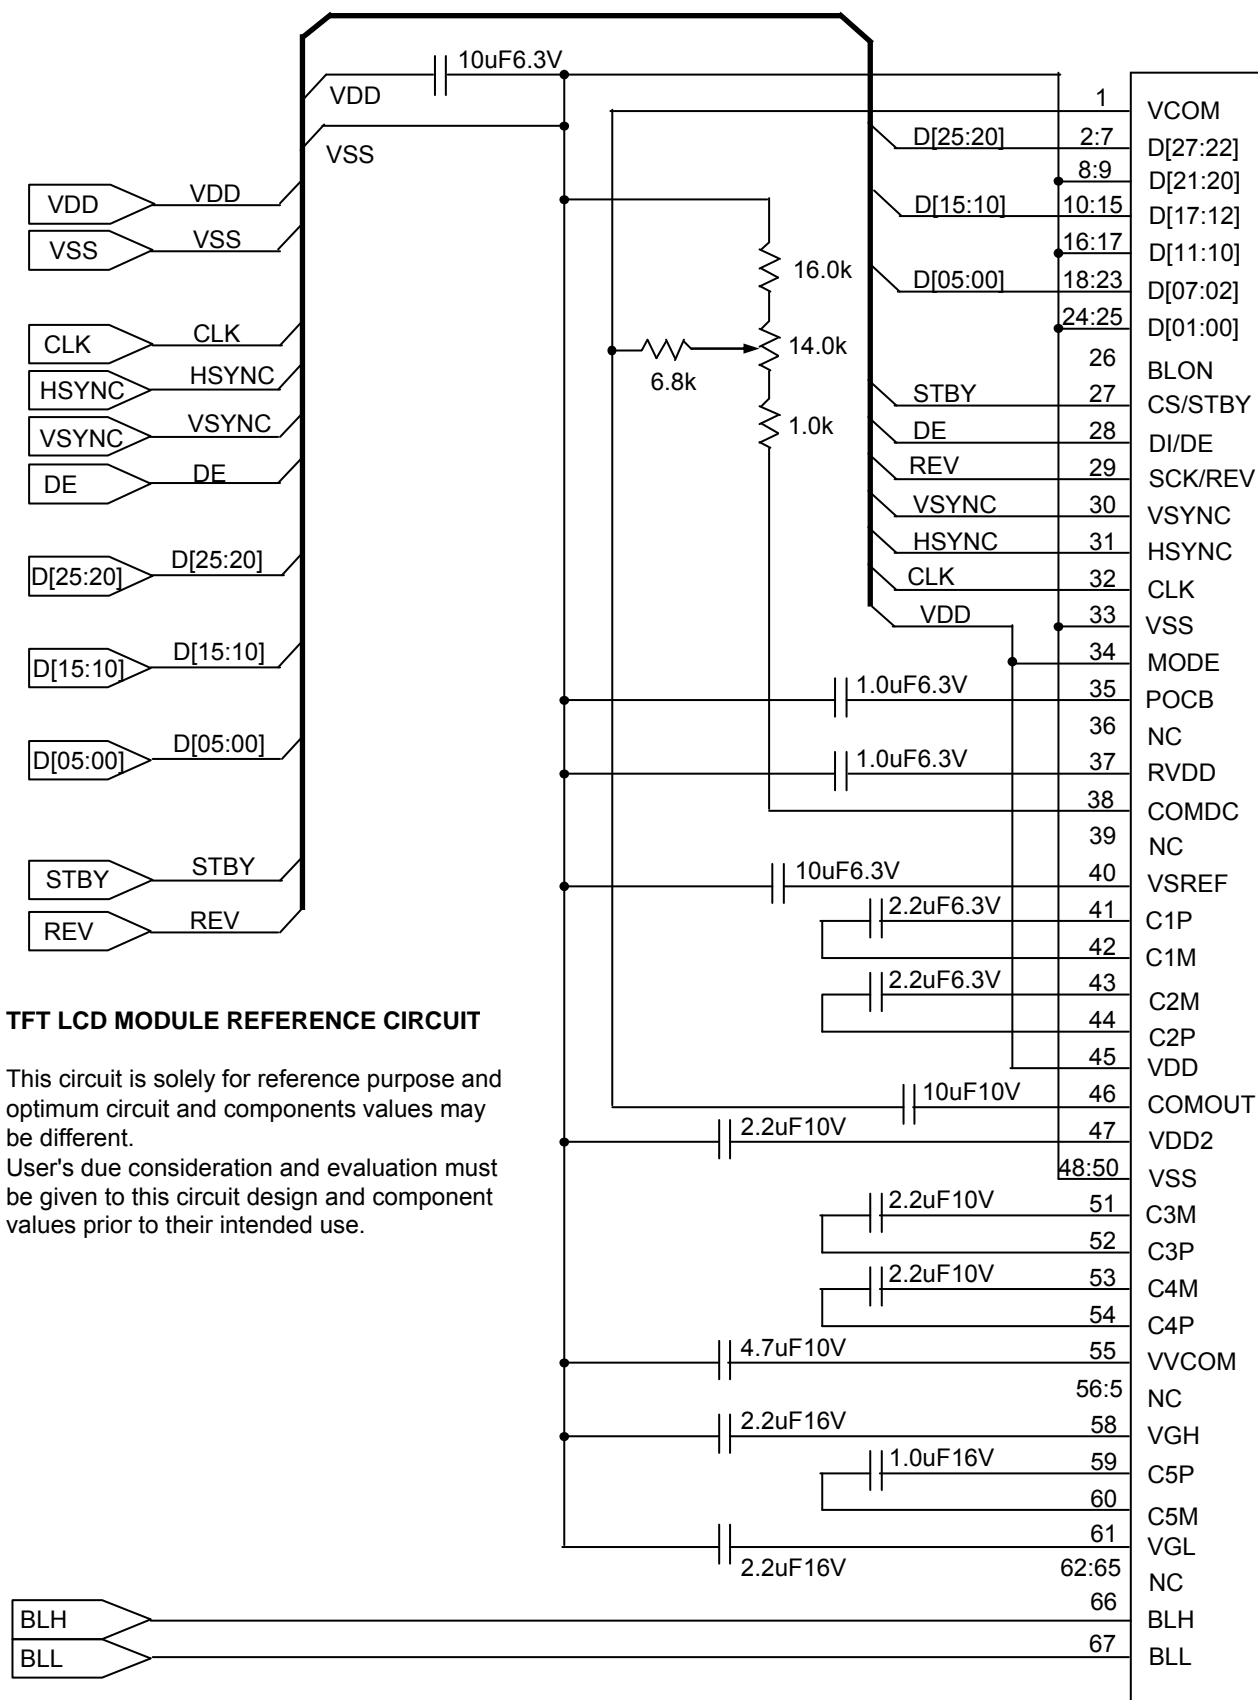 10uF6.3V
VDD
VSS
VDD VDD
VSS VSS
CLK CLK
HSYNC HSYNC
VSYNC VSYNC
DE DE
D[25:20] D[25:20]
D[15:10] D[15:10]
D[05:00] D[05:00]
STBY STBY
REV REV
16.0k
14.0k
6.8k
1.0k
1 VCOM
D[25:20] 2:7 D[27:22]
8:9 D[21:20]
D[15:10] 10:15 D[17:12]
16:17 D[11:10]
D[05:00] 18:23 D[07:02]
24:25 D[01:00]
26 BLON
STBY 27 CS/STBY
DE 28 DI/DE
REV 29 SCK/REV
VSYNC 30 VSYNC
HSYNC 31 HSYNC
CLK 32 CLK
VDD 33 VSS
34 MODE
1.0uF6.3V 35 POCB
36 NC
1.0uF6.3V 37 RVDD
38 COMDC
39 NC
10uF6.3V 40 VSREF
2.2uF6.3V 41 C1P
42 C1M
2.2uF6.3V 43 C2M
44 C2P
45 VDD
10uF10V 46 COMOUT
2.2uF10V 47 VDD2
48:50 VSS
2.2uF10V 51 C3M
52 C3P
2.2uF10V 53 C4M
54 C4P
4.7uF10V 55 VVCOM
56:5 NC
2.2uF16V 58 VGH
1.0uF16V 59 C5P
60 C5M
61 VGL
2.2uF16V 62:65 NC
BLH 66 BLH
BLL 67 BLL
TFT LCD MODULE REFERENCE CIRCUIT
This circuit is solely for reference purpose and
optimum circuit and components values may
be different.
User's due consideration and evaluation must
be given to this circuit design and component
values prior to their intended use.